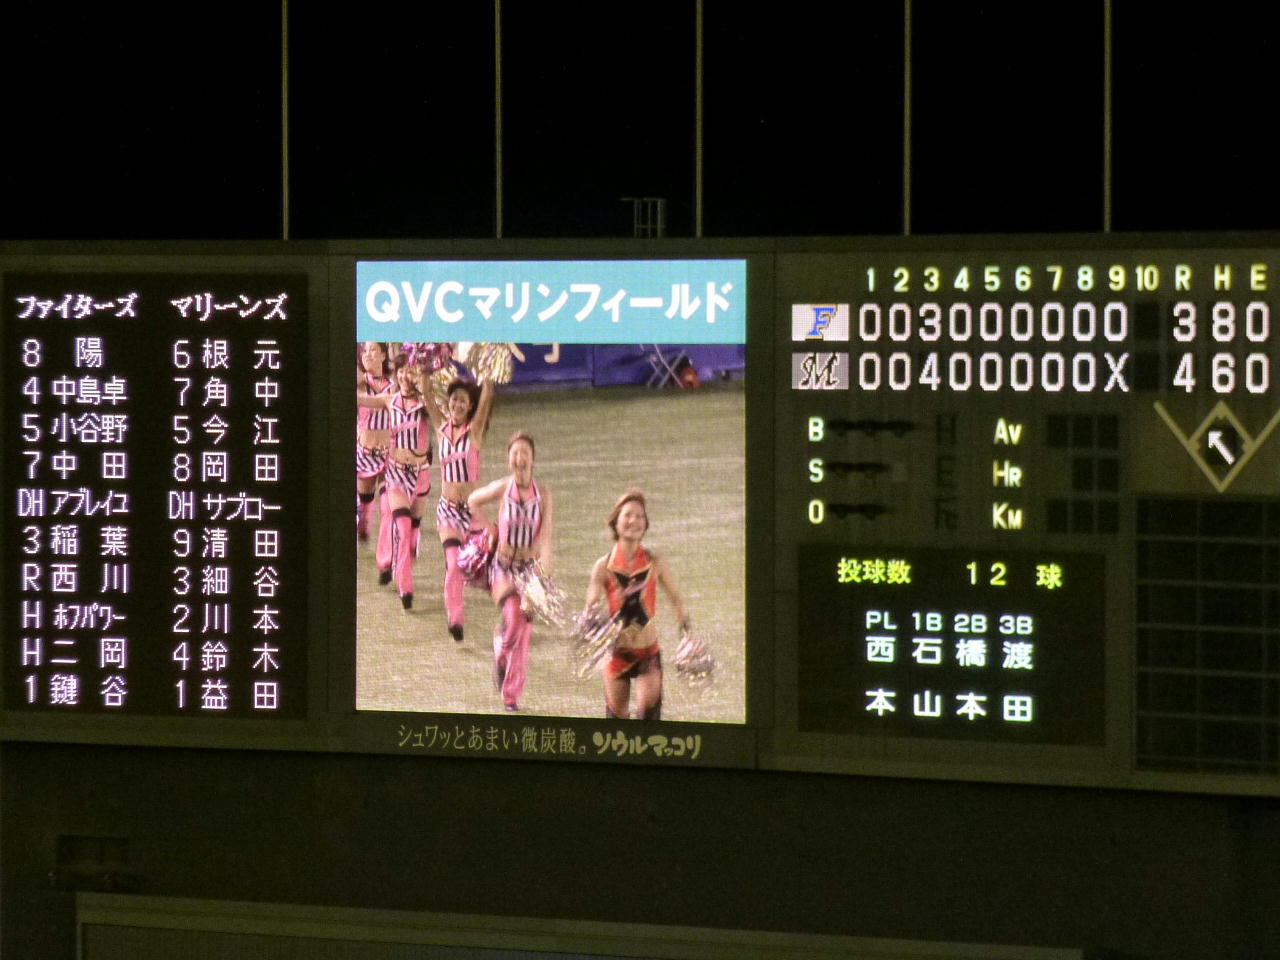 ファイターズ マリーンズ
8 陽 6 根元
4 中島卓 7 角中
5 小谷野 5 今江
7 中田 8 岡田
DH アブレイユ DH サブロー
3 稲葉 9 清田
R 西川 3 細谷
H ホフパワー 2 川本
H 二岡 4 鈴木
1 鍵谷 1 益田
QVCマリンフィールド
シュワッとあまい微炭酸。ソウルマッコリ
1 2 3 4 5 6 7 8 9 10 R H E
F 0 0 3 0 0 0 0 0 0 3 8 0
M 0 0 4 0 0 0 0 0 X 4 6 0
B H AV
S E HR
O Fc KM
投球数 12 球
PL 1B 2B 3B
西 石 橋 渡
本 山 本 田